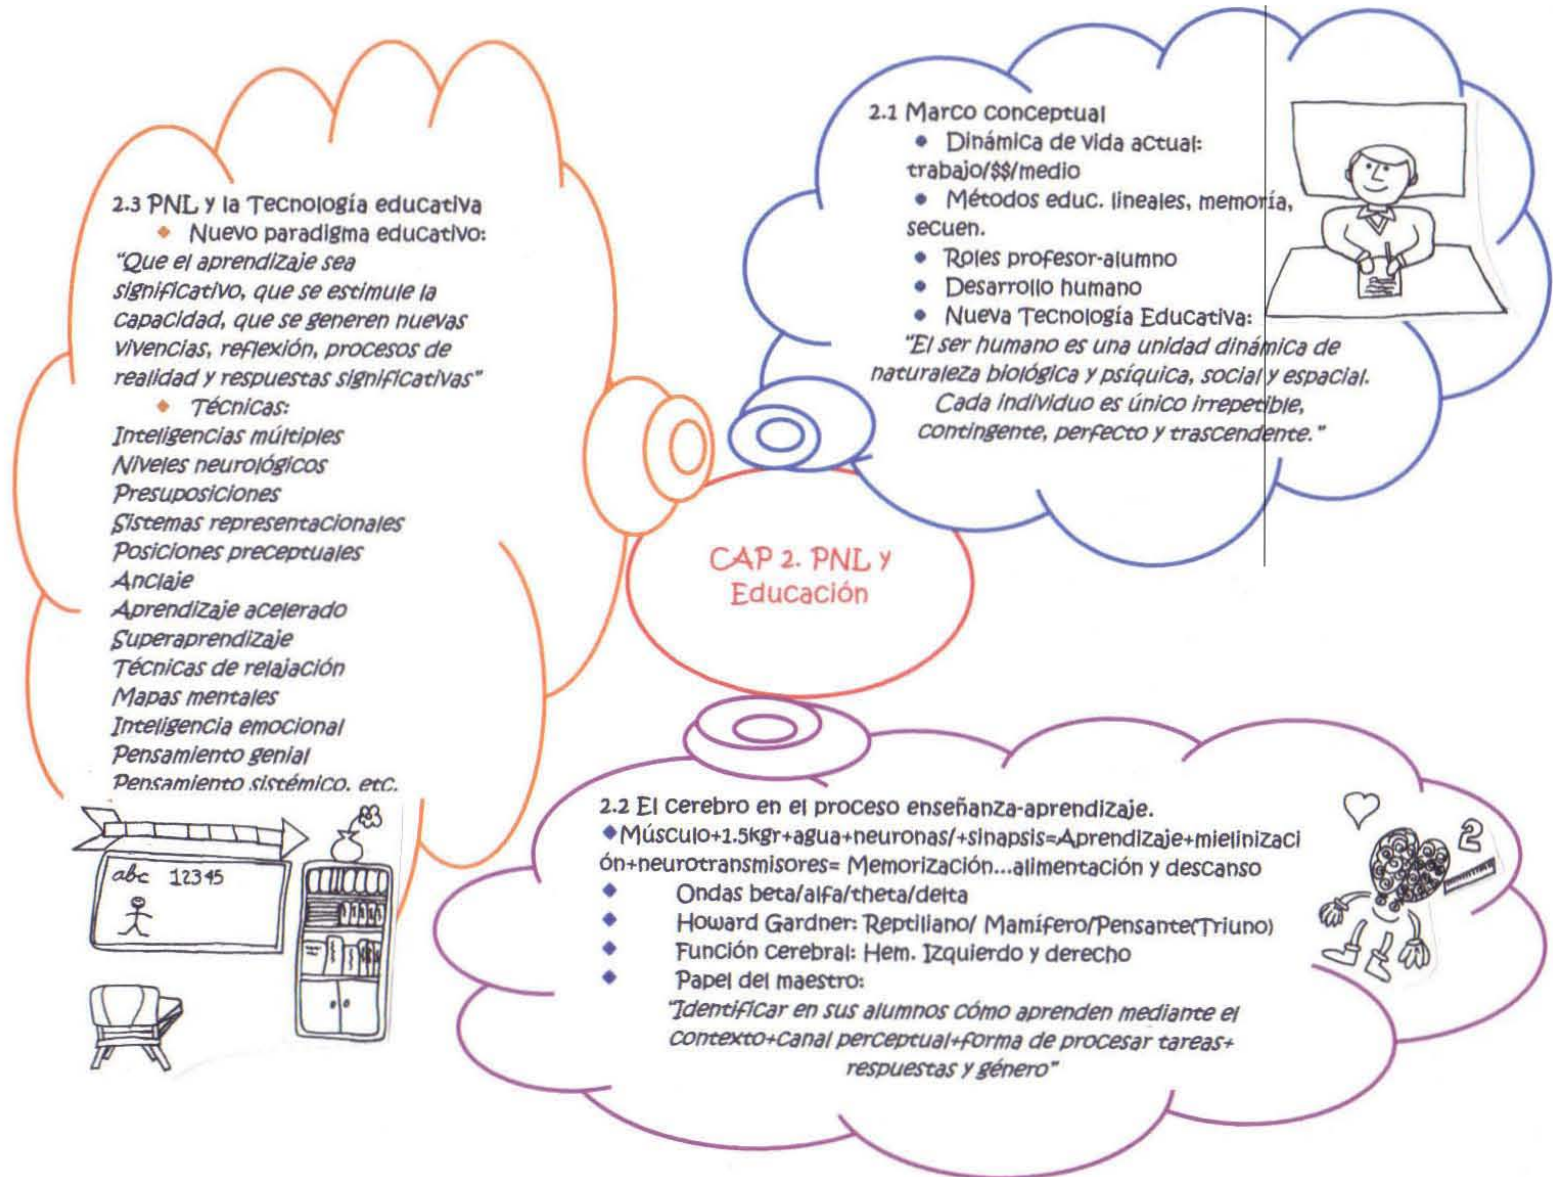 CAP 2. PNL y
Educación
2.1 Marco conceptual
• Dinámica de vida actual:
trabajo/$$/medio
• Métodos educ. lineales, memoría,
secuen.
• Roles profesor-alumno
• Desarrollo humano
• Nueva Tecnología Educativa:
"El ser humano es una unidad dinámica de
naturaleza biológica y psíquica, social y espacial.
Cada individuo es único irrepetible,
contingente, perfecto y trascendente."
2.2 El cerebro en el proceso enseñanza-aprendizaje.
◆Músculo+1.5kgr+agua+neuronas/+sinapsis=Aprendizaje+mielinizaci
ón+neurotransmisores= Memorización...alimentación y descanso
◆ Ondas beta/alfa/theta/delta
◆ Howard Gardner: Reptiliano/ Mamífero/Pensante(Triuno)
◆ Función cerebral: Hem. Izquierdo y derecho
◆ Papel del maestro:
"Identificar en sus alumnos cómo aprenden mediante el
contexto+canal perceptual+forma de procesar tareas+
respuestas y género"
2
2.3 PNL y la Tecnología educativa
◆ Nuevo paradigma educativo:
"Que el aprendizaje sea
significativo, que se estimule la
capacidad, que se generen nuevas
vivencias, reflexión, procesos de
realidad y respuestas significativas"
◆ Técnicas:
Inteligencias múltiples
Niveles neurológicos
Presuposiciones
Sistemas representacionales
Posiciones preceptuales
Anclaje
Aprendizaje acelerado
Superaprendizaje
Técnicas de relajación
Mapas mentales
Inteligencia emocional
Pensamiento genial
Pensamiento sistémico. etc.
abc 12345